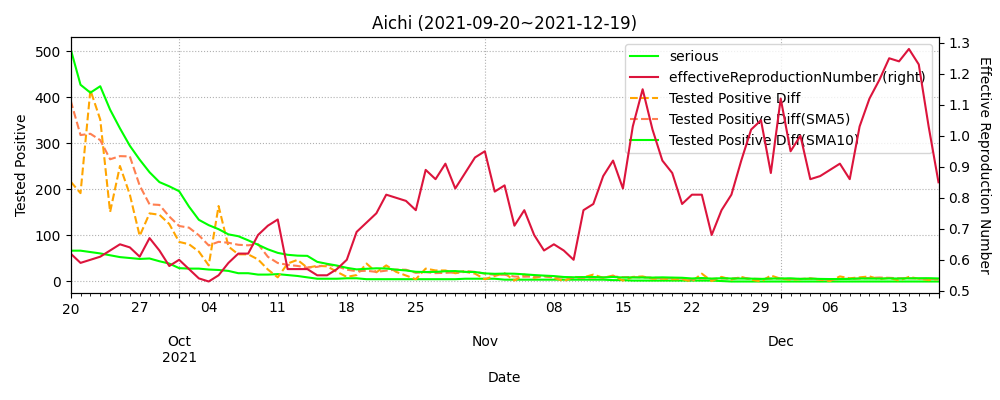 Aichi (2021-09-20~2021-12-19)
500
400
300
200
100
0
Tested Positive
1.3
1.2
1.1
1.0
0.9
0.8
0.7
0.6
0.5
Effective Reproduction Number
serious
effectiveReproductionNumber (right)
Tested Positive Diff
Tested Positive Diff(SMA5)
Tested Positive Diff(SMA10)
20 27 04 11 18 25 08 15 22 29 06 13
Oct Nov Dec
2021
Date